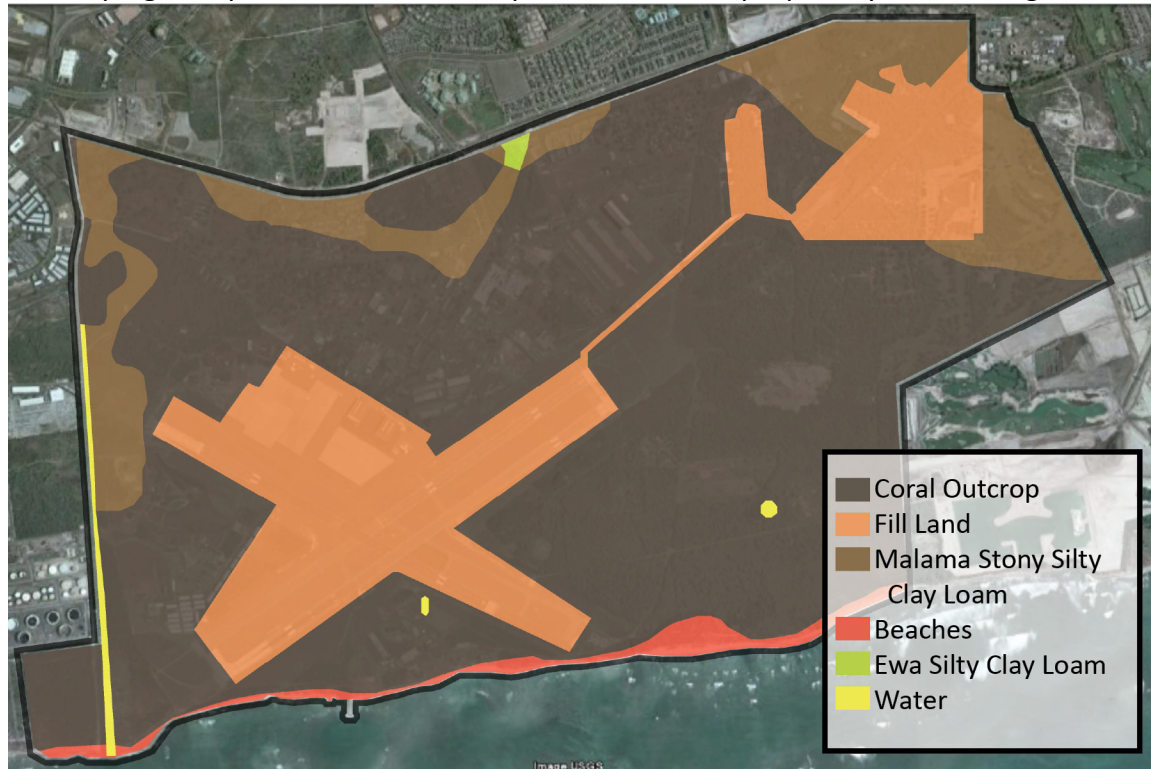 Coral Outcrop
Fill Land
Malama Stony Silty
Clay Loam
Beaches
Ewa Silty Clay Loam
Water
Image USGS